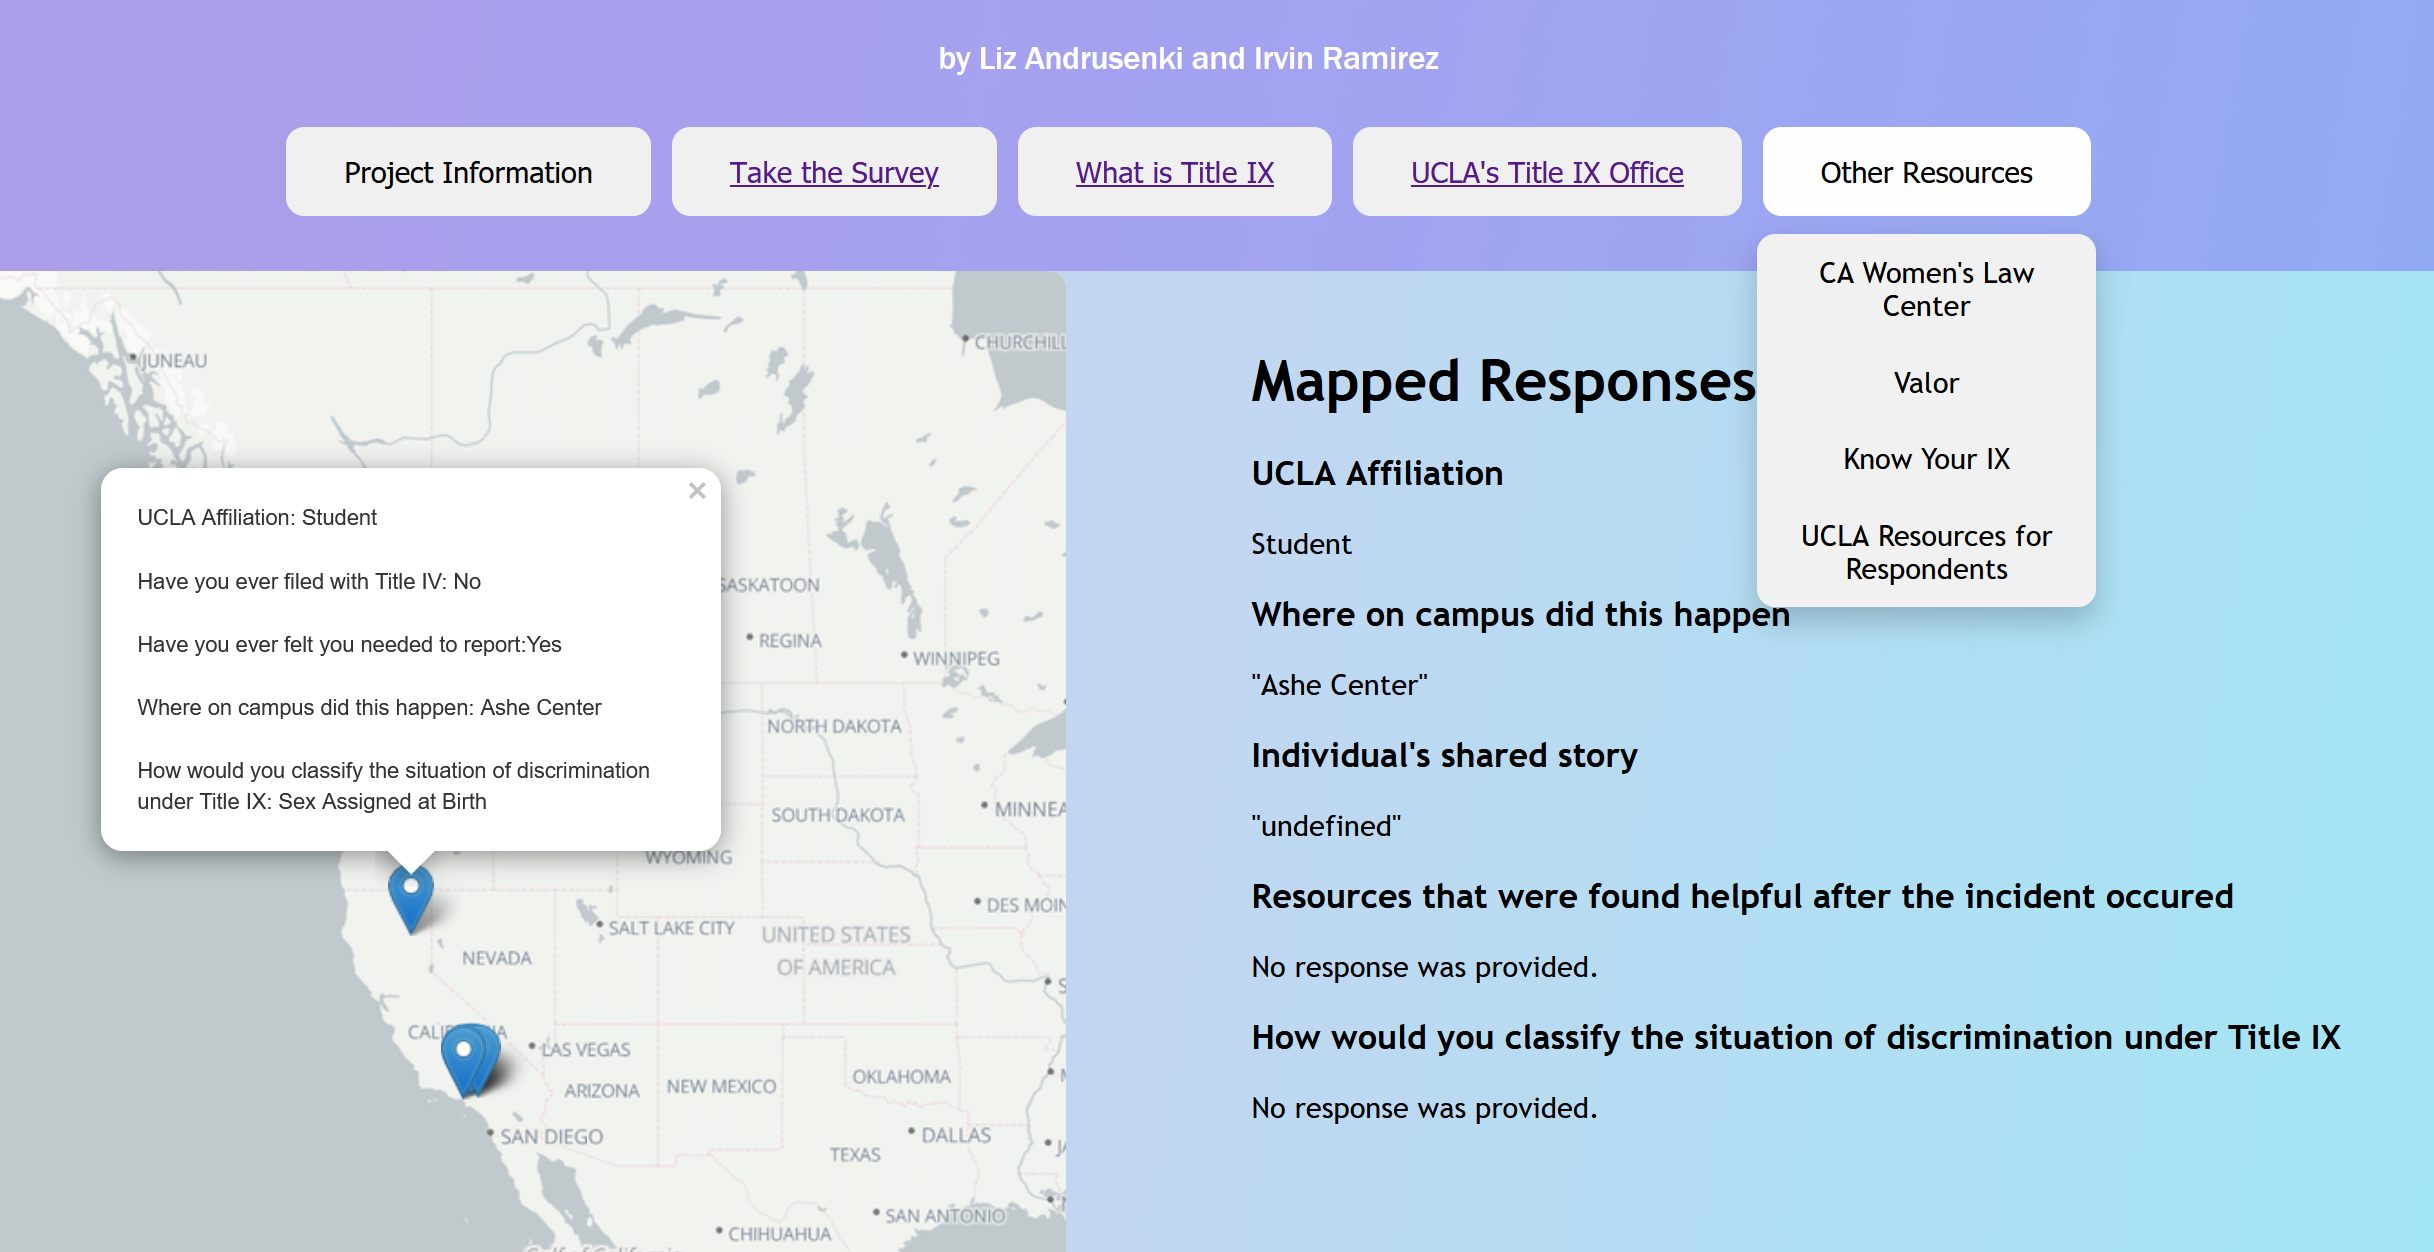 by Liz Andrusenki and Irvin Ramirez
Project Information
Take the Survey
What is Title IX
UCLA's Title IX Office
Other Resources
CA Women's Law
Center
Valor
Know Your IX
UCLA Resources for
Respondents
JUNEAU
CHURCHILL
UCLA Affiliation: Student
Have you ever filed with Title IV: No
Have you ever felt you needed to report:Yes
Where on campus did this happen: Ashe Center
How would you classify the situation of discrimination
under Title IX: Sex Assigned at Birth
SASKATOON
REGINA
WINNIPEG
NORTH DAKOTA
SOUTH DAKOTA
MINNEA
WYOMING
DES MOIN
SALT LAKE CITY
UNITED STATES
OF AMERICA
NEVADA
LAS VEGAS
ARIZONA
NEW MEXICO
OKLAHOMA
SAN DIEGO
DALLAS
TEXAS
SAN ANTONIO
CHIHUAHUA
Mapped Responses
UCLA Affiliation
Student
Where on campus did this happen
"Ashe Center"
Individual's shared story
"undefined"
Resources that were found helpful after the incident occured
No response was provided.
How would you classify the situation of discrimination under Title IX
No response was provided.